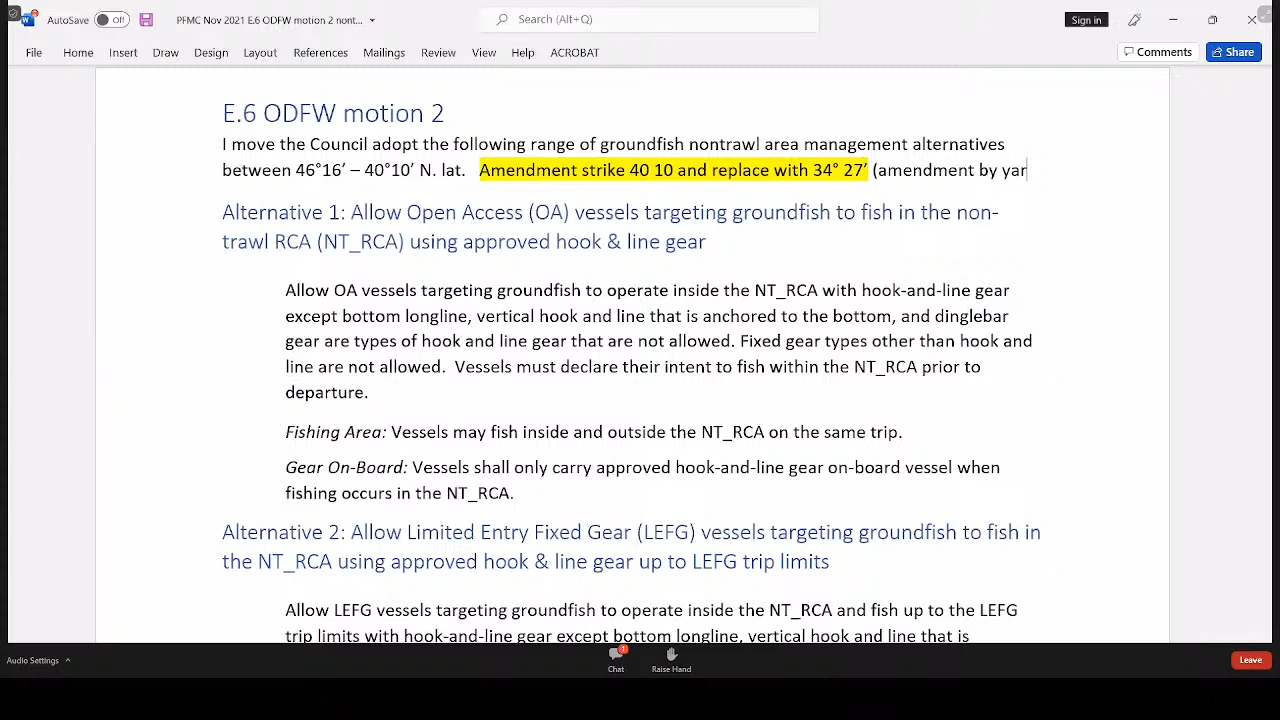 AutoSave Off PFMC Nov 2021 E.6 ODFW motion 2 nont... Search (Alt+Q) Sign in
File Home Insert Draw Design Layout References Mailings Review View Help ACROBAT Comments Share
E.6 ODFW motion 2
I move the Council adopt the following range of groundfish nontrawl area management alternatives
between 46°16′ – 40°10′ N. lat. Amendment strike 40 10 and replace with 34° 27′ (amendment by yar
Alternative 1: Allow Open Access (OA) vessels targeting groundfish to fish in the non-
trawl RCA (NT_RCA) using approved hook & line gear
Allow OA vessels targeting groundfish to operate inside the NT_RCA with hook-and-line gear
except bottom longline, vertical hook and line that is anchored to the bottom, and dinglebar
gear are types of hook and line gear that are not allowed. Fixed gear types other than hook and
line are not allowed. Vessels must declare their intent to fish within the NT_RCA prior to
departure.
Fishing Area: Vessels may fish inside and outside the NT_RCA on the same trip.
Gear On-Board: Vessels shall only carry approved hook-and-line gear on-board vessel when
fishing occurs in the NT_RCA.
Alternative 2: Allow Limited Entry Fixed Gear (LEFG) vessels targeting groundfish to fish in
the NT_RCA using approved hook & line gear up to LEFG trip limits
Allow LEFG vessels targeting groundfish to operate inside the NT_RCA and fish up to the LEFG
trip limits with hook-and-line gear except bottom longline, vertical hook and line that is
Audio Settings 1 Chat Raise Hand Leave